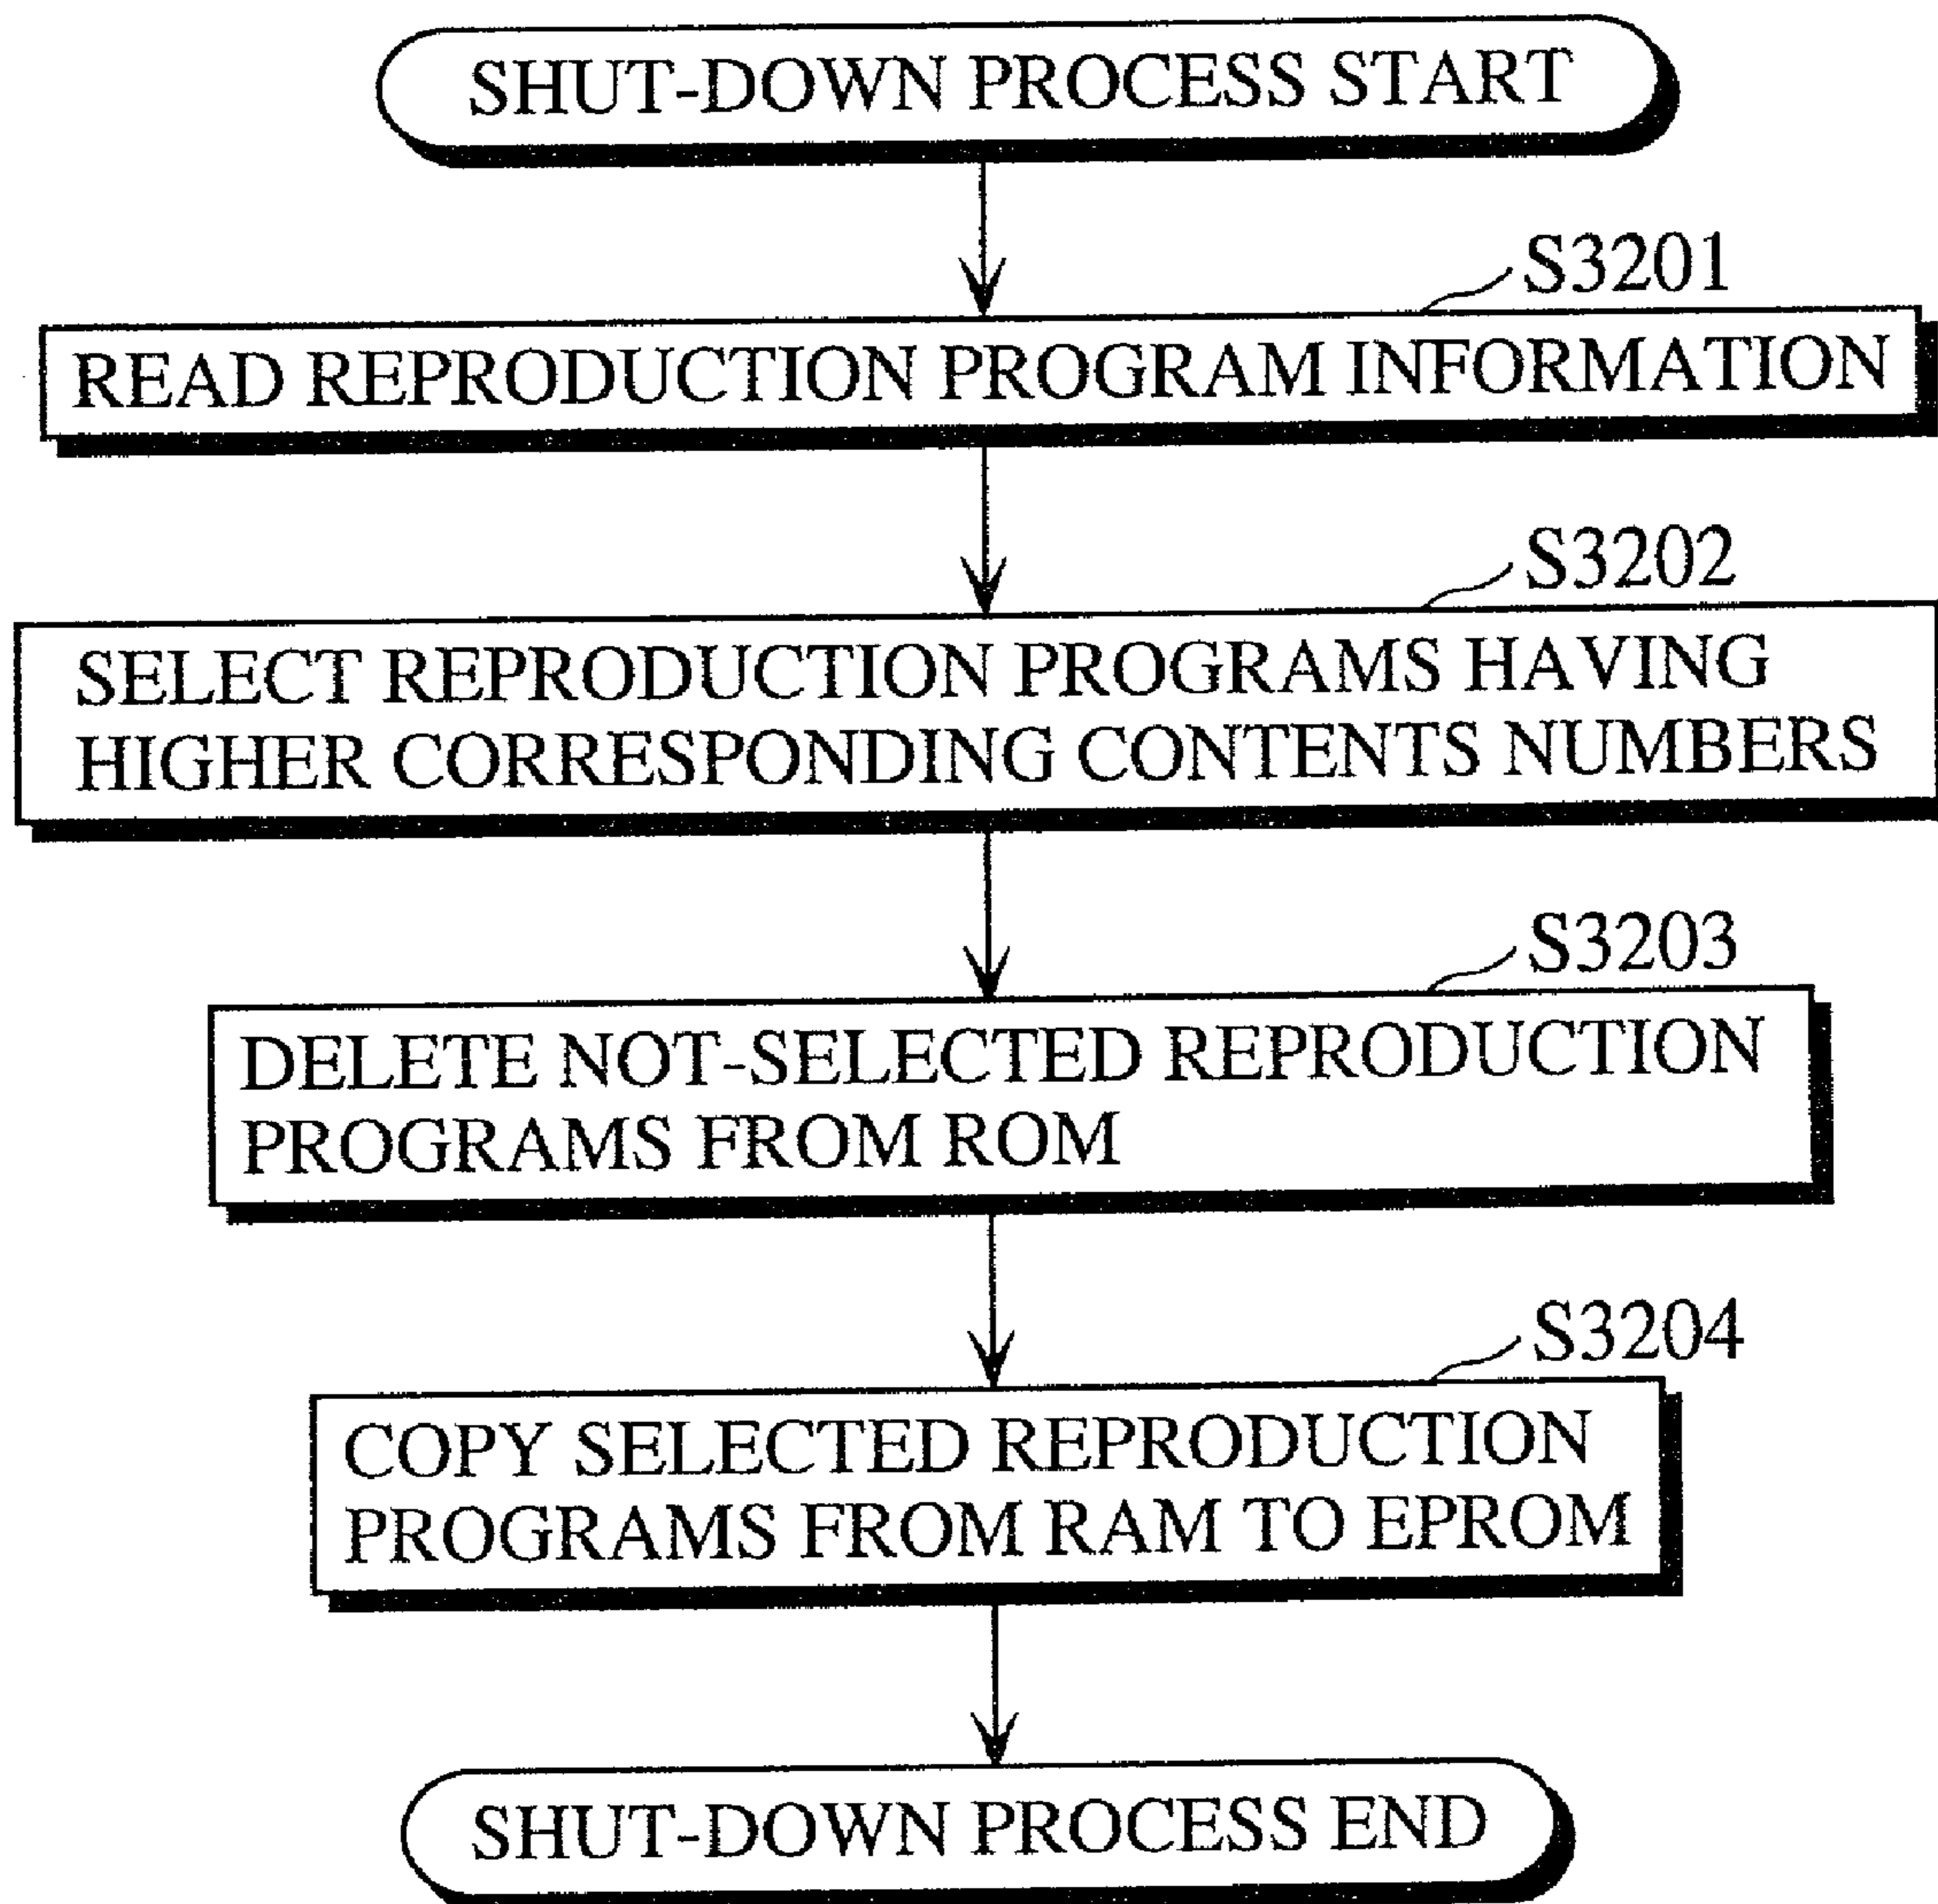 SHUT-DOWN PROCESS START
S3201
READ REPRODUCTION PROGRAM INFORMATION
S3202
SELECT REPRODUCTION PROGRAMS HAVING
HIGHER CORRESPONDING CONTENTS NUMBERS
S3203
DELETE NOT-SELECTED REPRODUCTION
PROGRAMS FROM ROM
S3204
COPY SELECTED REPRODUCTION
PROGRAMS FROM RAM TO EPROM
SHUT-DOWN PROCESS END